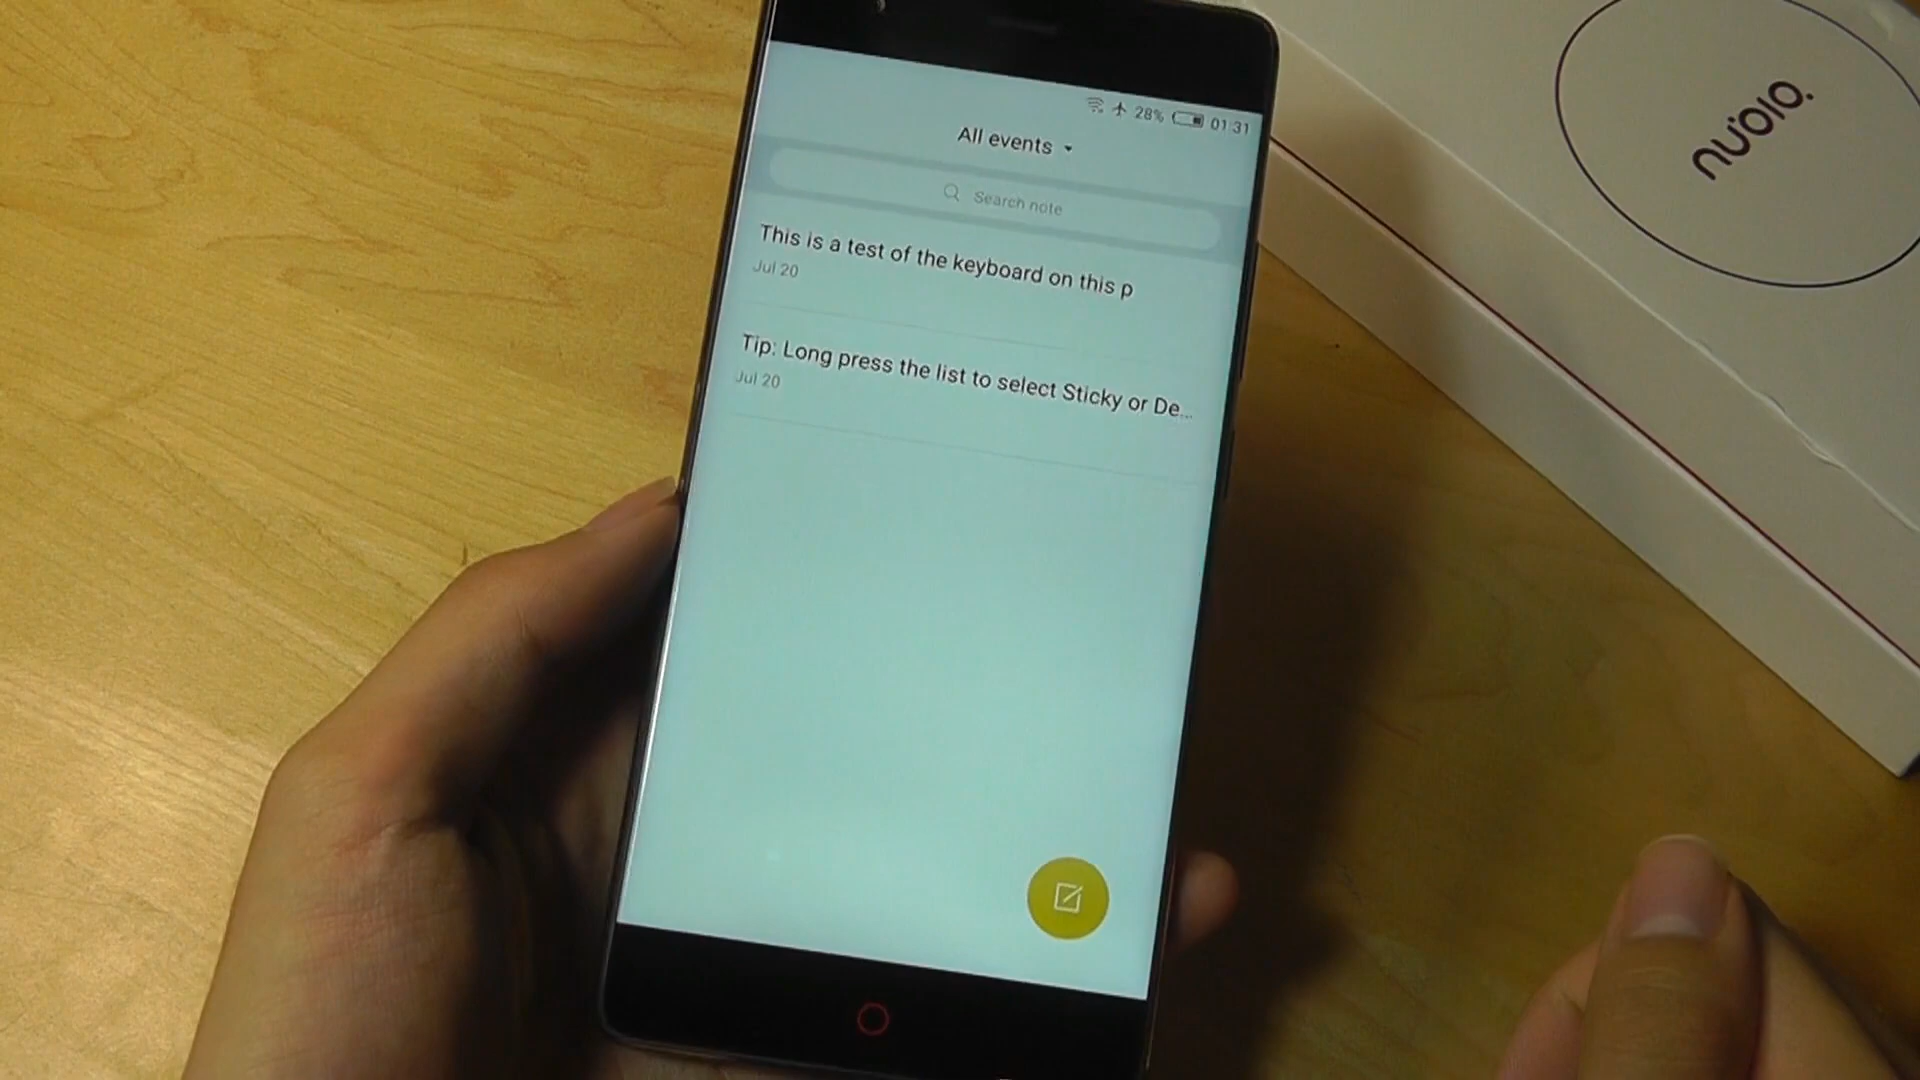 28% 01:31
All events
Search note
This is a test of the keyboard on this p
Jul 20
Tip: Long press the list to select Sticky or De...
Jul 20
nubia